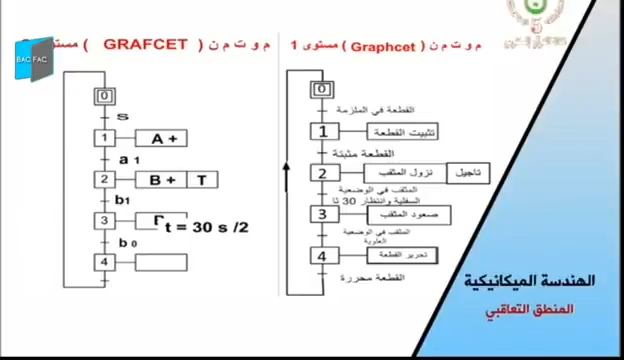 م و ت م ن ( Graphcet ) مستوى 1
م و ت م ن ( GRAFCET ) مستوى
BAC.FAC
0
القطعة في الملزمة
1 تثبيت القطعة
القطعة مثبتة
2 نزول المثقب تاجيل
المثقب في الوضعية
السفلية وانتظار 30 ثا
3 صعود المثقب
المثقب في الوضعية
العلوية
4 تحرير القطعة
القطعة محررة
0
s
1 A +
a 1
2 B + T
b1
3
t = 30 s /2
b 0
4
الهندسة الميكانيكية
المنطق التعاقبي